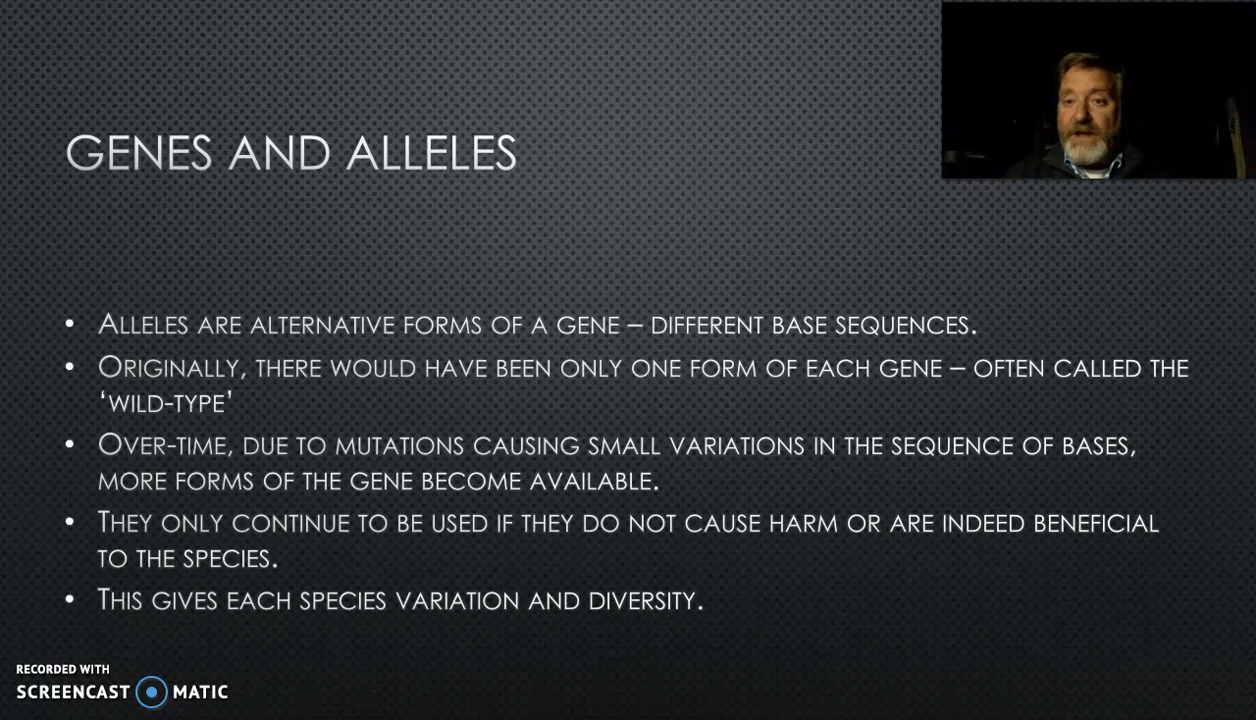 GENES AND ALLELES
• ALLELES ARE ALTERNATIVE FORMS OF A GENE – DIFFERENT BASE SEQUENCES.
• ORIGINALLY, THERE WOULD HAVE BEEN ONLY ONE FORM OF EACH GENE – OFTEN CALLED THE
‘WILD-TYPE’
• OVER-TIME, DUE TO MUTATIONS CAUSING SMALL VARIATIONS IN THE SEQUENCE OF BASES,
MORE FORMS OF THE GENE BECOME AVAILABLE.
• THEY ONLY CONTINUE TO BE USED IF THEY DO NOT CAUSE HARM OR ARE INDEED BENEFICIAL
TO THE SPECIES.
• THIS GIVES EACH SPECIES VARIATION AND DIVERSITY.
RECORDED WITH
SCREENCAST MATIC